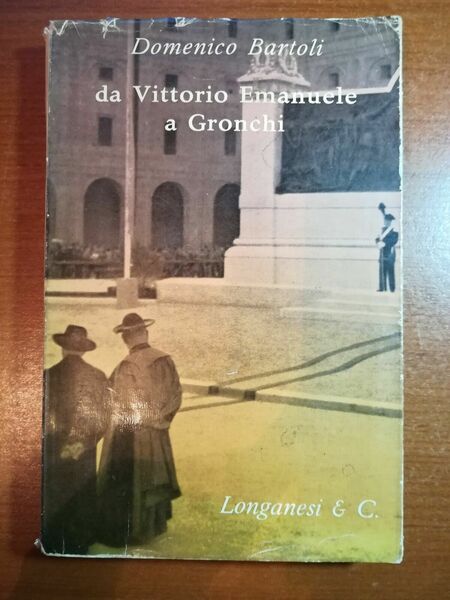 Domenico Bartoli
da Vittorio Emanuele
a Gronchi
Longanesi & C.